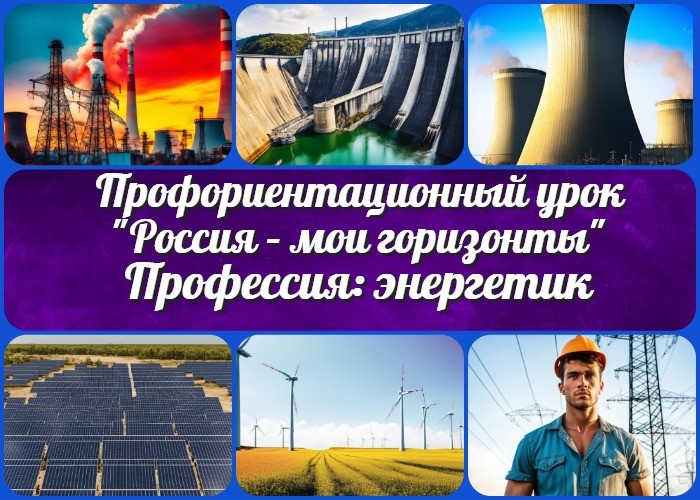 Профориентационный урок
"Россия – мои горизонты"
Профессия: энергетик